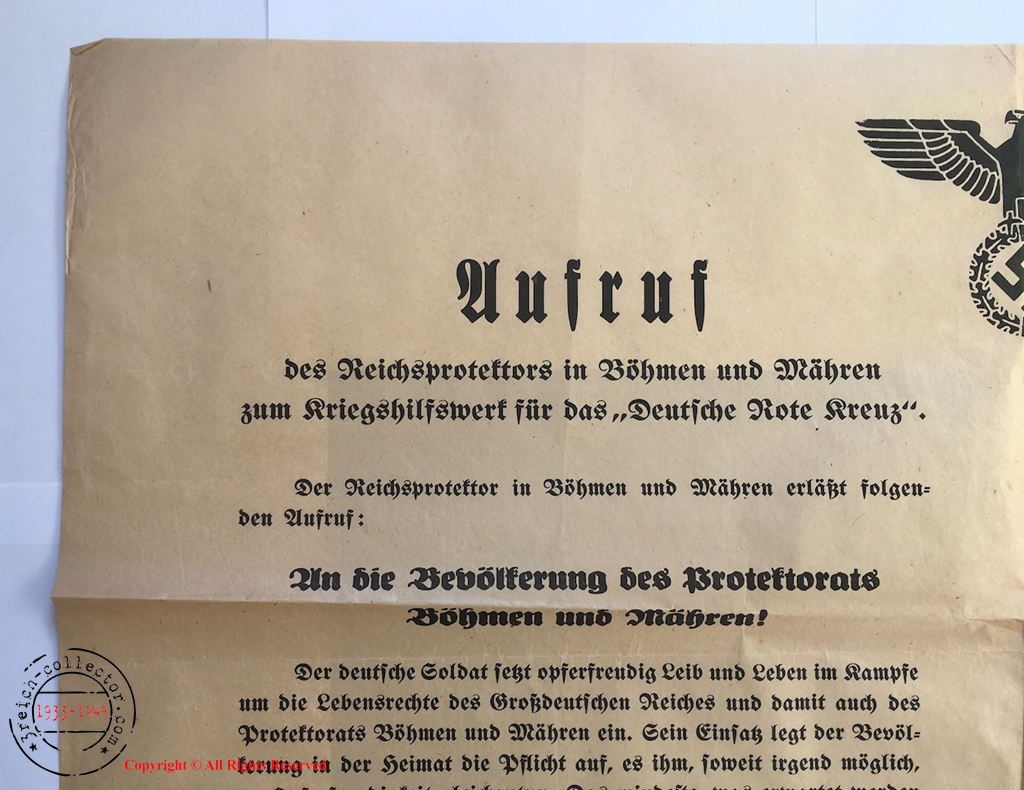 Aufruf
des Reichsprotektors in Böhmen und Mähren
zum Kriegshilfswerk für das „Deutsche Rote Kreuz“.
Der Reichsprotektor in Böhmen und Mähren erläßt folgen=
den Aufruf:
An die Bevölkerung des Protektorats
Böhmen und Mähren!
Der deutsche Soldat setzt opferfreudig Leib und Leben im Kampfe
um die Lebensrechte des Großdeutschen Reiches und damit auch des
Protektorats Böhmen und Mähren ein. Sein Einsatz legt der Bevöl=
kerung in der Heimat die Pflicht auf, es ihm, soweit irgend möglich,
3reich-collector.com
1933-1945
Copyright © All Rights Reserved